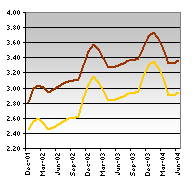 4.00
3.80
3.60
3.40
3.20
3.00
2.80
2.60
2.40
2.20
Dec-01
Mar-02
Jun-02
Sep-02
Dec-02
Mar-03
Jun-03
Sep-03
Dec-03
Mar-04
Jun-04